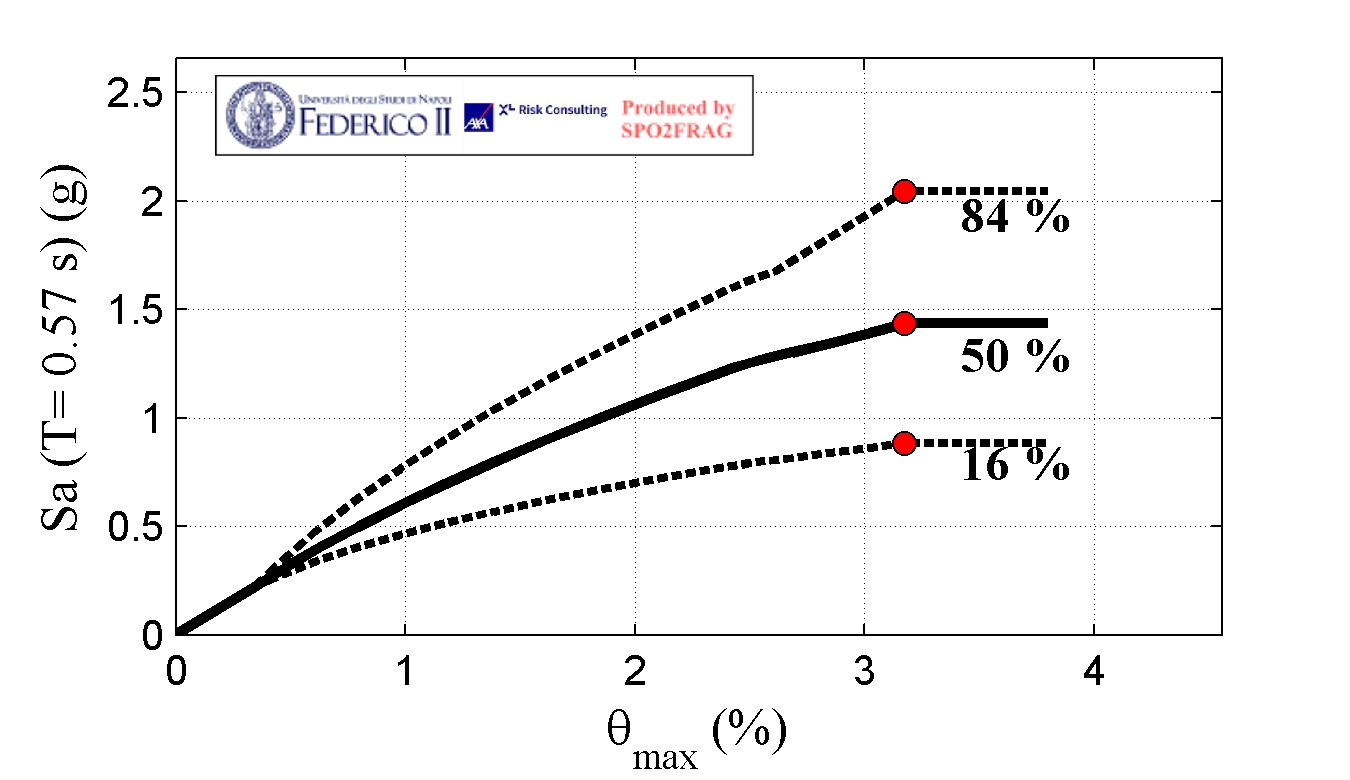 2.5
2
1.5
1
0.5
0
0
1
2
3
4
Sa (T= 0.57 s) (g)
θmax (%)
UNIVERSITÀ DEGLI STUDI DI NAPOLI
FEDERICO II
AXA
XL Risk Consulting
Produced by
SPO2FRAG
84 %
50 %
16 %